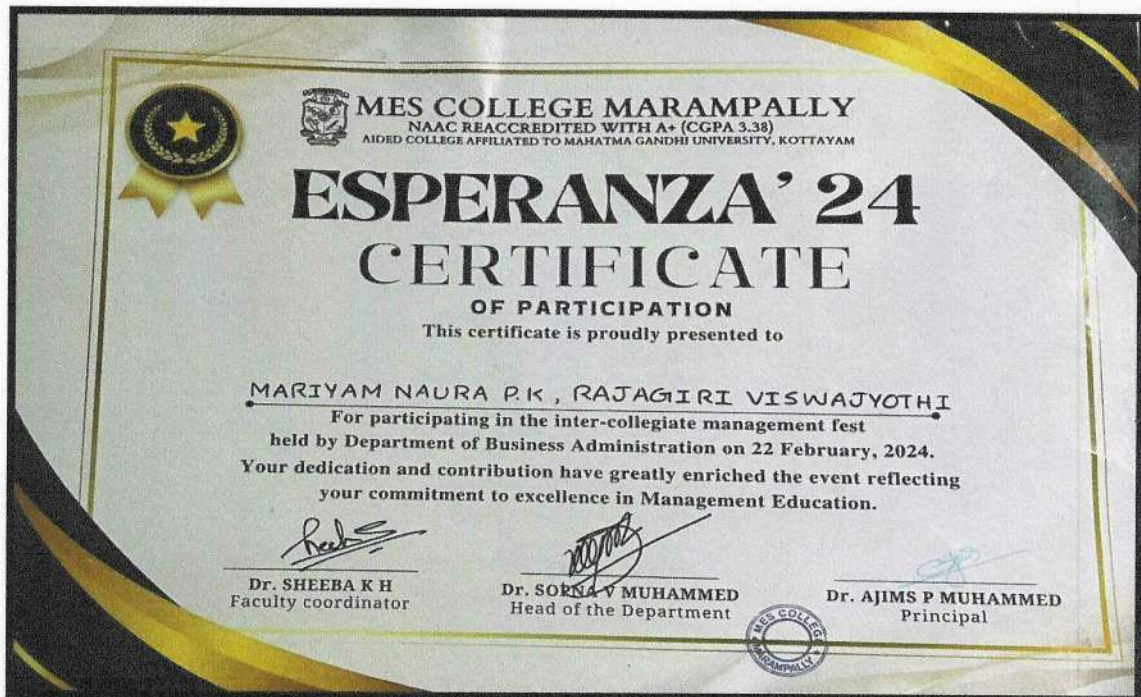 MES COLLEGE MARAMPALLY
NAAC REACCREDITED WITH A+ (CGPA 3.38)
AIDED COLLEGE AFFILIATED TO MAHATMA GANDHI UNIVERSITY, KOTTAYAM
ESPERANZA' 24
CERTIFICATE
OF PARTICIPATION
This certificate is proudly presented to
MARIYAM NAURA P.K, RAJAGIRI VISWAJYOTHI
For participating in the inter-collegiate management fest
held by Department of Business Administration on 22 February, 2024.
Your dedication and contribution have greatly enriched the event reflecting
your commitment to excellence in Management Education.
Dr. SHEEBA K H
Faculty coordinator
Dr. SORNA V MUHAMMED
Head of the Department
Dr. AJIMS P MUHAMMED
Principal
MES COLLEGE
MARAMPALLY